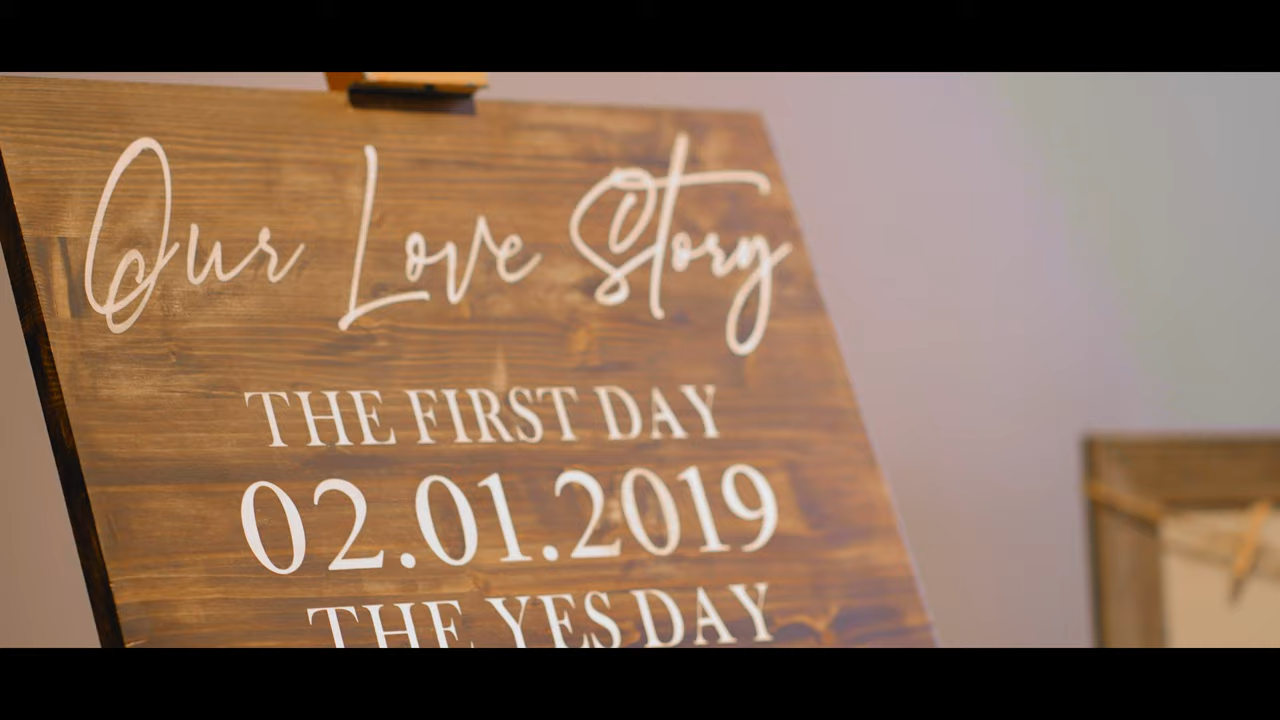 Our Love Story
THE FIRST DAY
02.01.2019
THE YES DAY